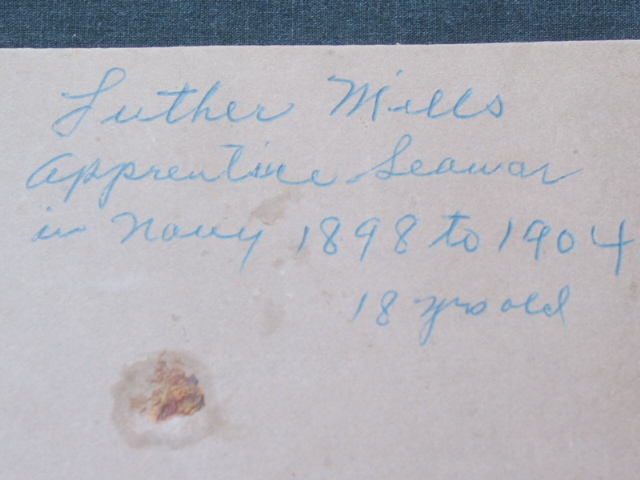 Luther Mills
Apprentice Seaman
in Navy 1898 to 1904
18 yrs old